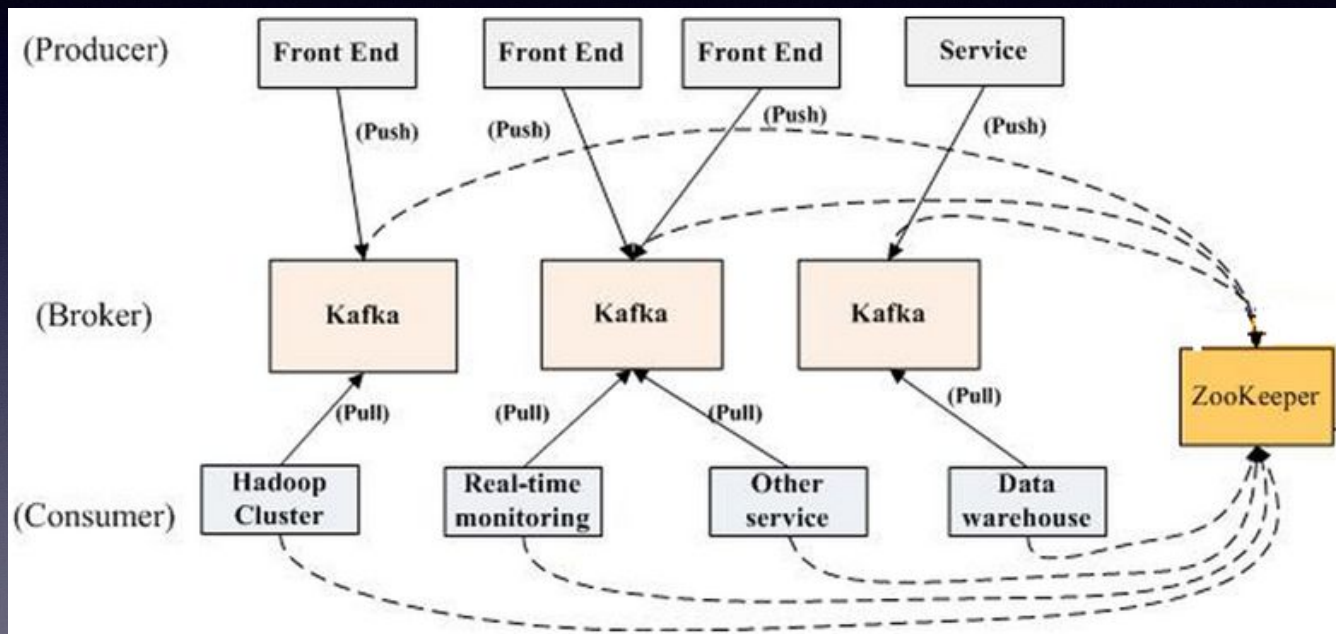 (Producer)
Front End
Front End
Front End
Service
(Push)
(Push)
(Push)
(Push)
(Broker)
Kafka
Kafka
Kafka
ZooKeeper
(Pull)
(Pull)
(Pull)
(Pull)
(Consumer)
Hadoop
Cluster
Real-time
monitoring
Other
service
Data
warehouse